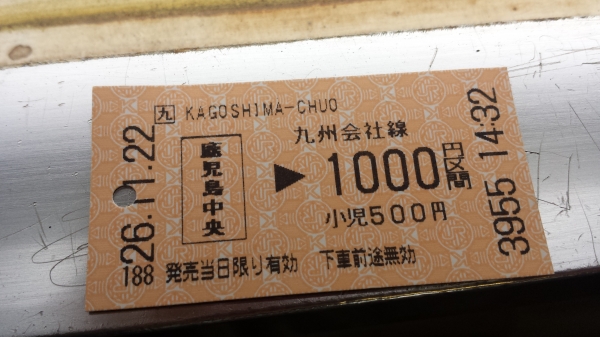 九 KAGOSHIMA-CHUO
九州会社線
鹿児島中央
▶ 1000円区間
小児500円
188 発売当日限り有効 下車前途無効
26.11.22
3955 14:32